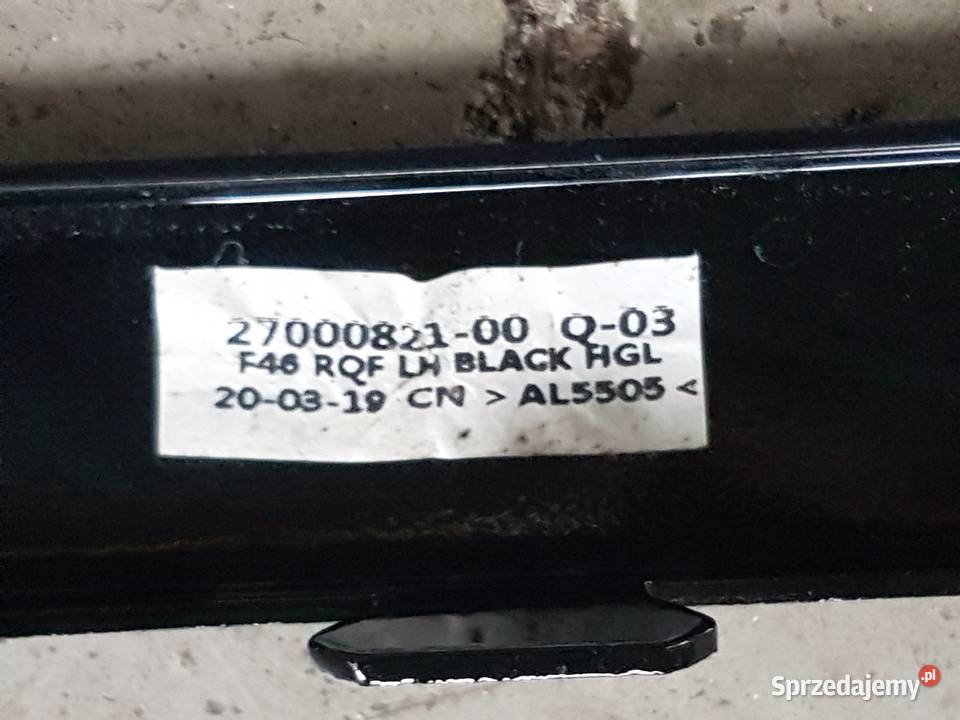 27000821-00 Q-03
F46 RQF LH BLACK HGL
20-03-19 CN > AL5505 <
Sprzedajemy.pl